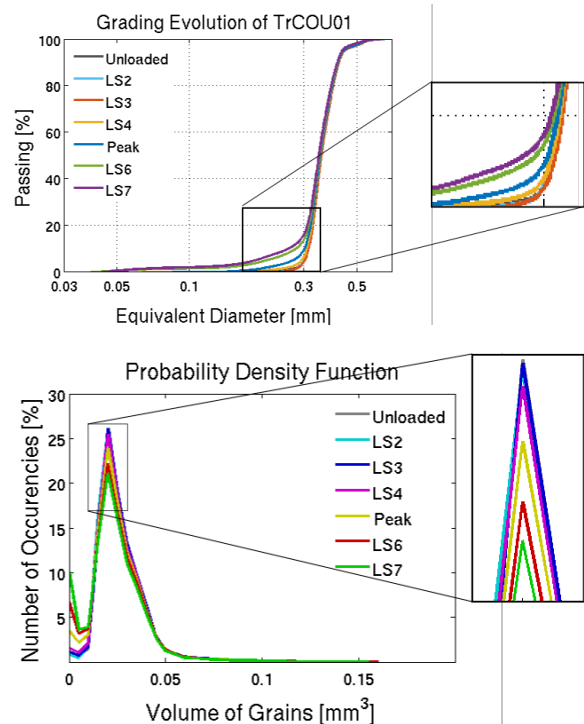 Grading Evolution of TrCOU01
100
80
60
40
20
0
Passing [%]
Unloaded
LS2
LS3
LS4
Peak
LS6
LS7
0.03 0.05 0.1 0.3 0.5
Equivalent Diameter [mm]
Probability Density Function
30
25
20
15
10
5
Number of Occurencies [%]
Unloaded
LS2
LS3
LS4
Peak
LS6
LS7
0 0.05 0.1 0.15
Volume of Grains [mm³]